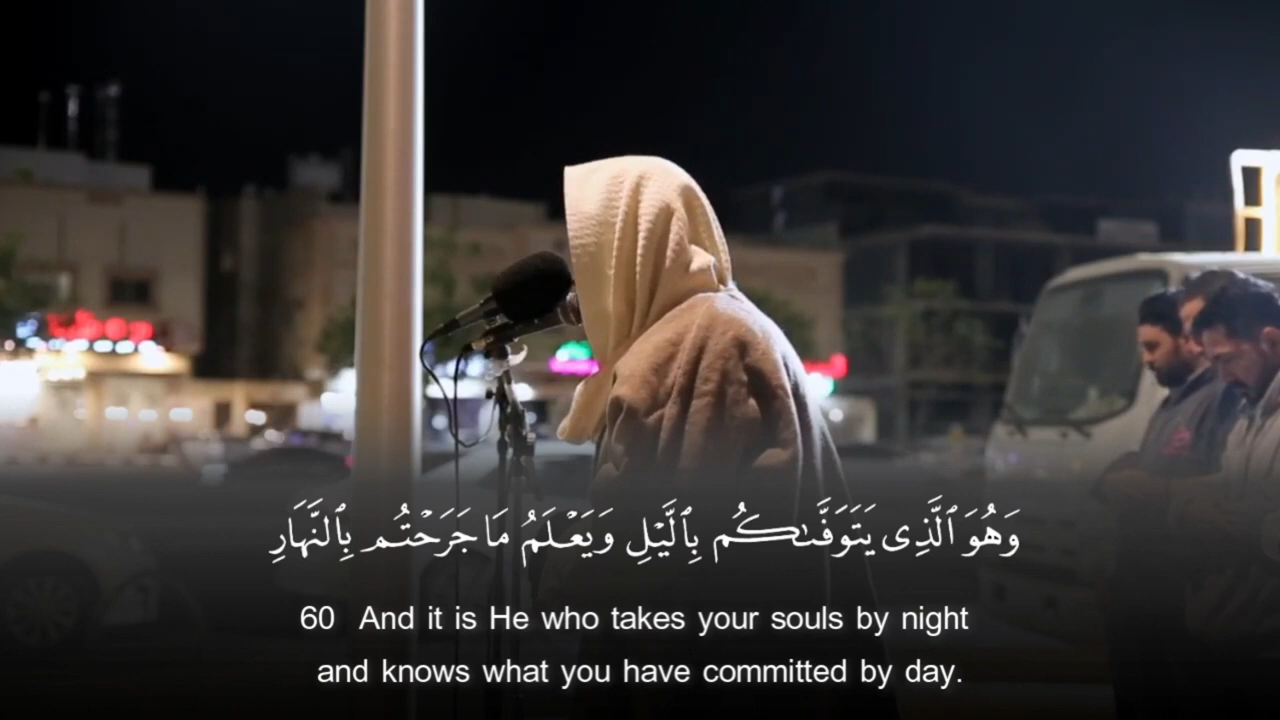 وَهُوَ ٱلَّذِى يَتَوَفَّىٰكُم بِٱلَّيْلِ وَيَعْلَمُ مَا جَرَحْتُم بِٱلنَّهَارِ
60 And it is He who takes your souls by night
and knows what you have committed by day.